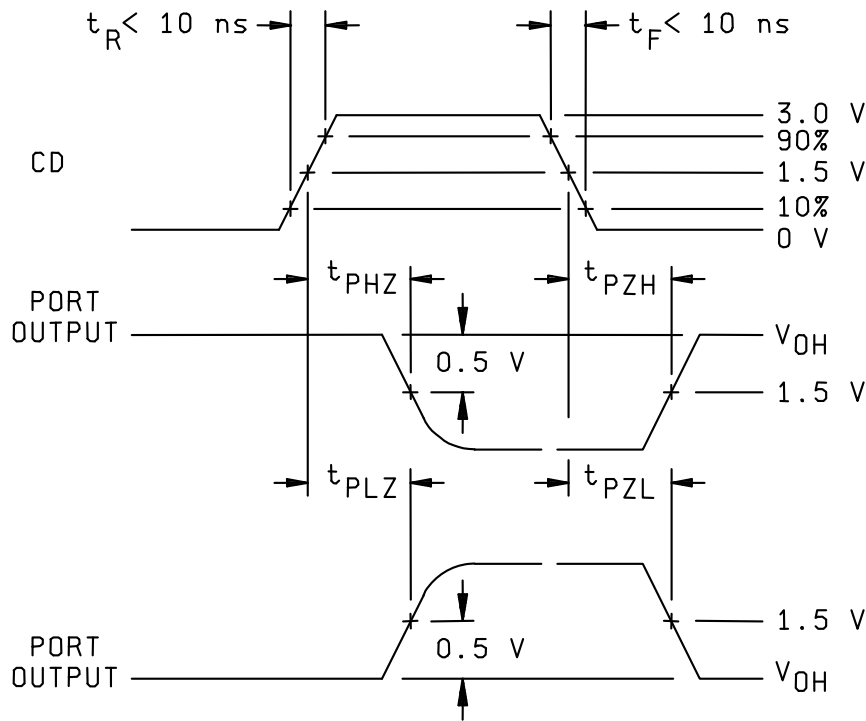 tR< 10 ns
tF< 10 ns
3.0 V
90%
CD
1.5 V
10%
0 V
tPHZ
tPZH
PORT
OUTPUT
VOH
0.5 V
1.5 V
tPLZ
tPZL
1.5 V
PORT
OUTPUT
0.5 V
VOH